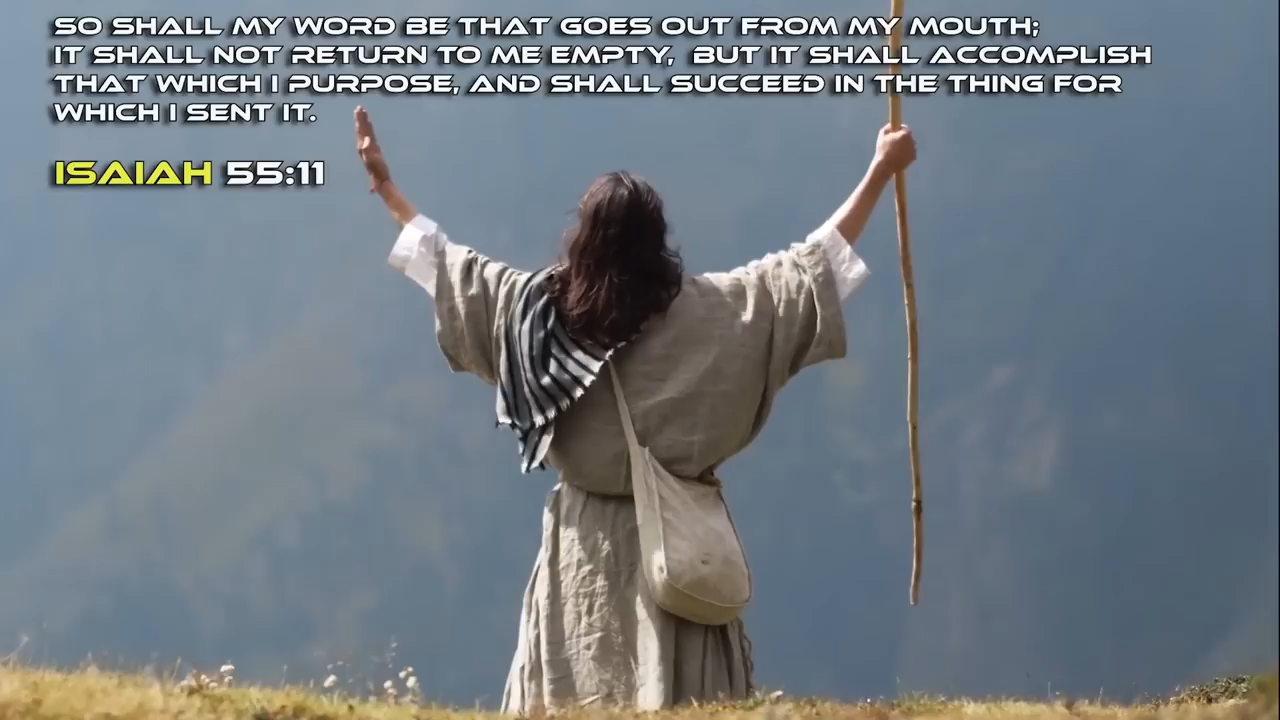 SO SHALL MY WORD BE THAT GOES OUT FROM MY MOUTH;
IT SHALL NOT RETURN TO ME EMPTY, BUT IT SHALL ACCOMPLISH
THAT WHICH I PURPOSE, AND SHALL SUCCEED IN THE THING FOR
WHICH I SENT IT.
ISAIAH 55:11